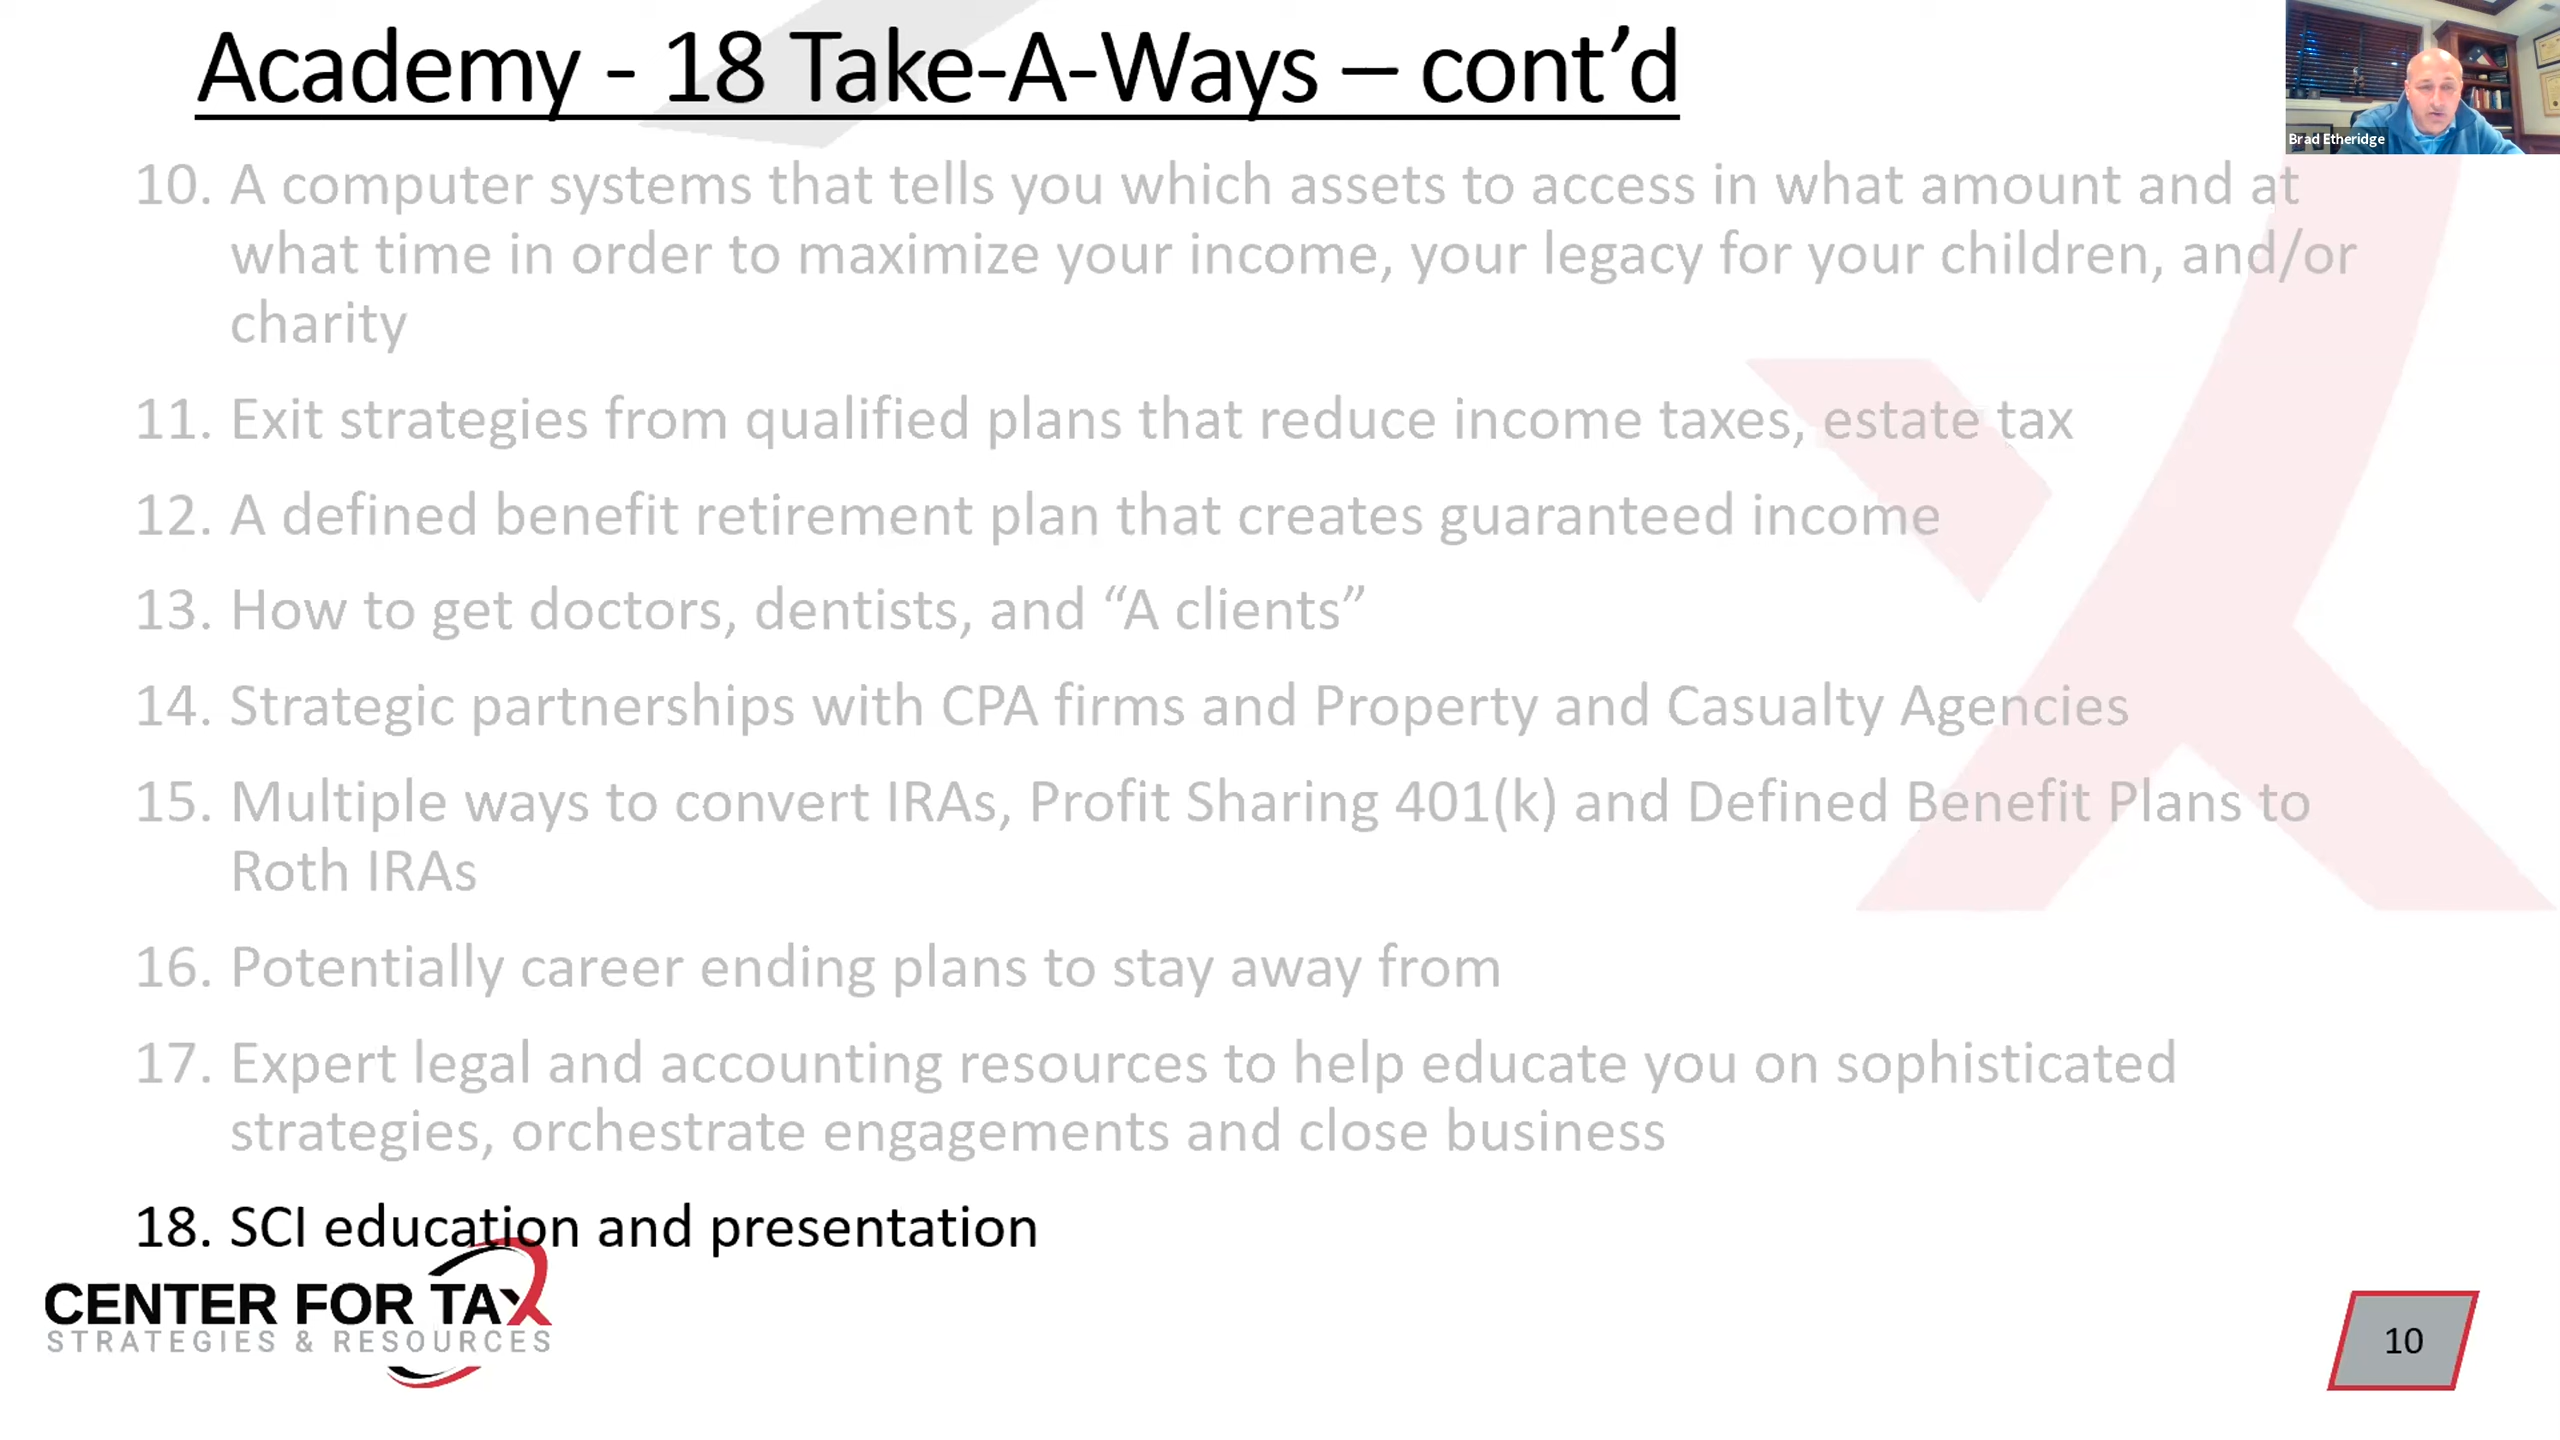 Academy - 18 Take-A-Ways – cont’d
Brad Etheridge
10. A computer systems that tells you which assets to access in what amount and at
what time in order to maximize your income, your legacy for your children, and/or
charity
11. Exit strategies from qualified plans that reduce income taxes, estate tax
12. A defined benefit retirement plan that creates guaranteed income
13. How to get doctors, dentists, and “A clients”
14. Strategic partnerships with CPA firms and Property and Casualty Agencies
15. Multiple ways to convert IRAs, Profit Sharing 401(k) and Defined Benefit Plans to
Roth IRAs
16. Potentially career ending plans to stay away from
17. Expert legal and accounting resources to help educate you on sophisticated
strategies, orchestrate engagements and close business
18. SCI education and presentation
CENTER FOR TAX
STRATEGIES & RESOURCES
10